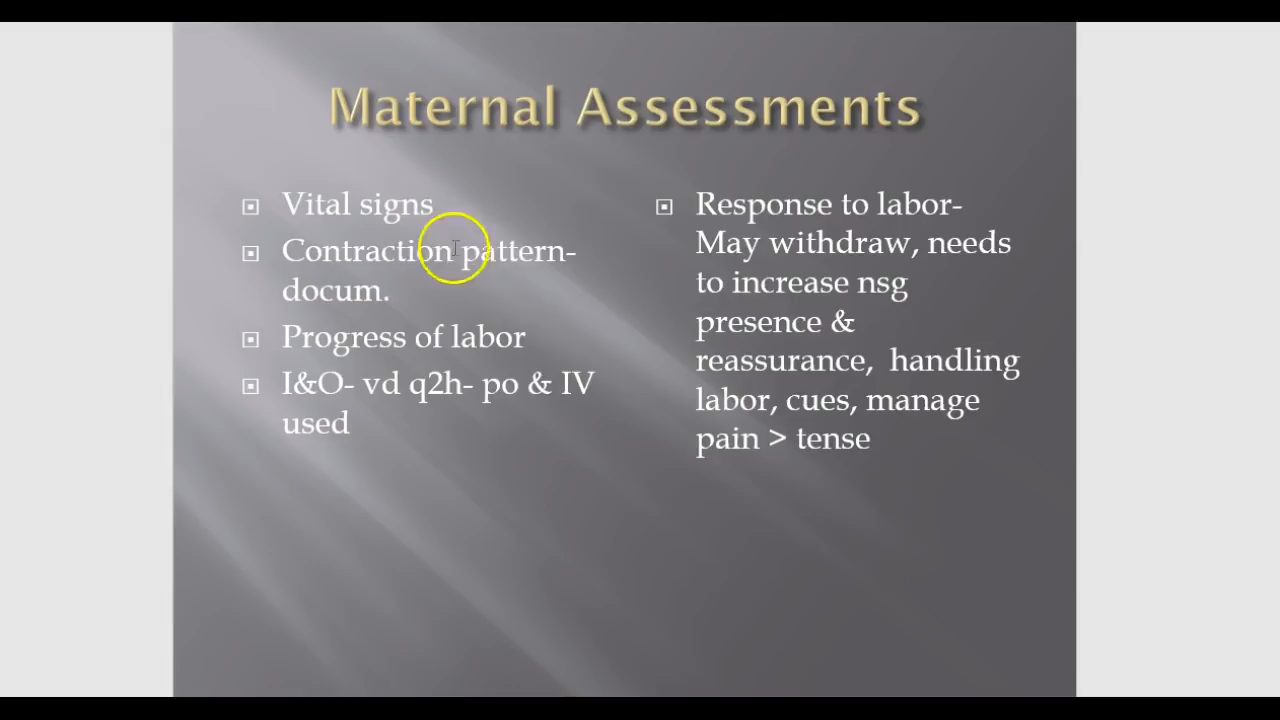 Maternal Assessments
Vital signs
Contraction pattern-
docum.
Progress of labor
I&O- vd q2h- po & IV
used
Response to labor-
May withdraw, needs
to increase nsg
presence &
reassurance, handling
labor, cues, manage
pain > tense